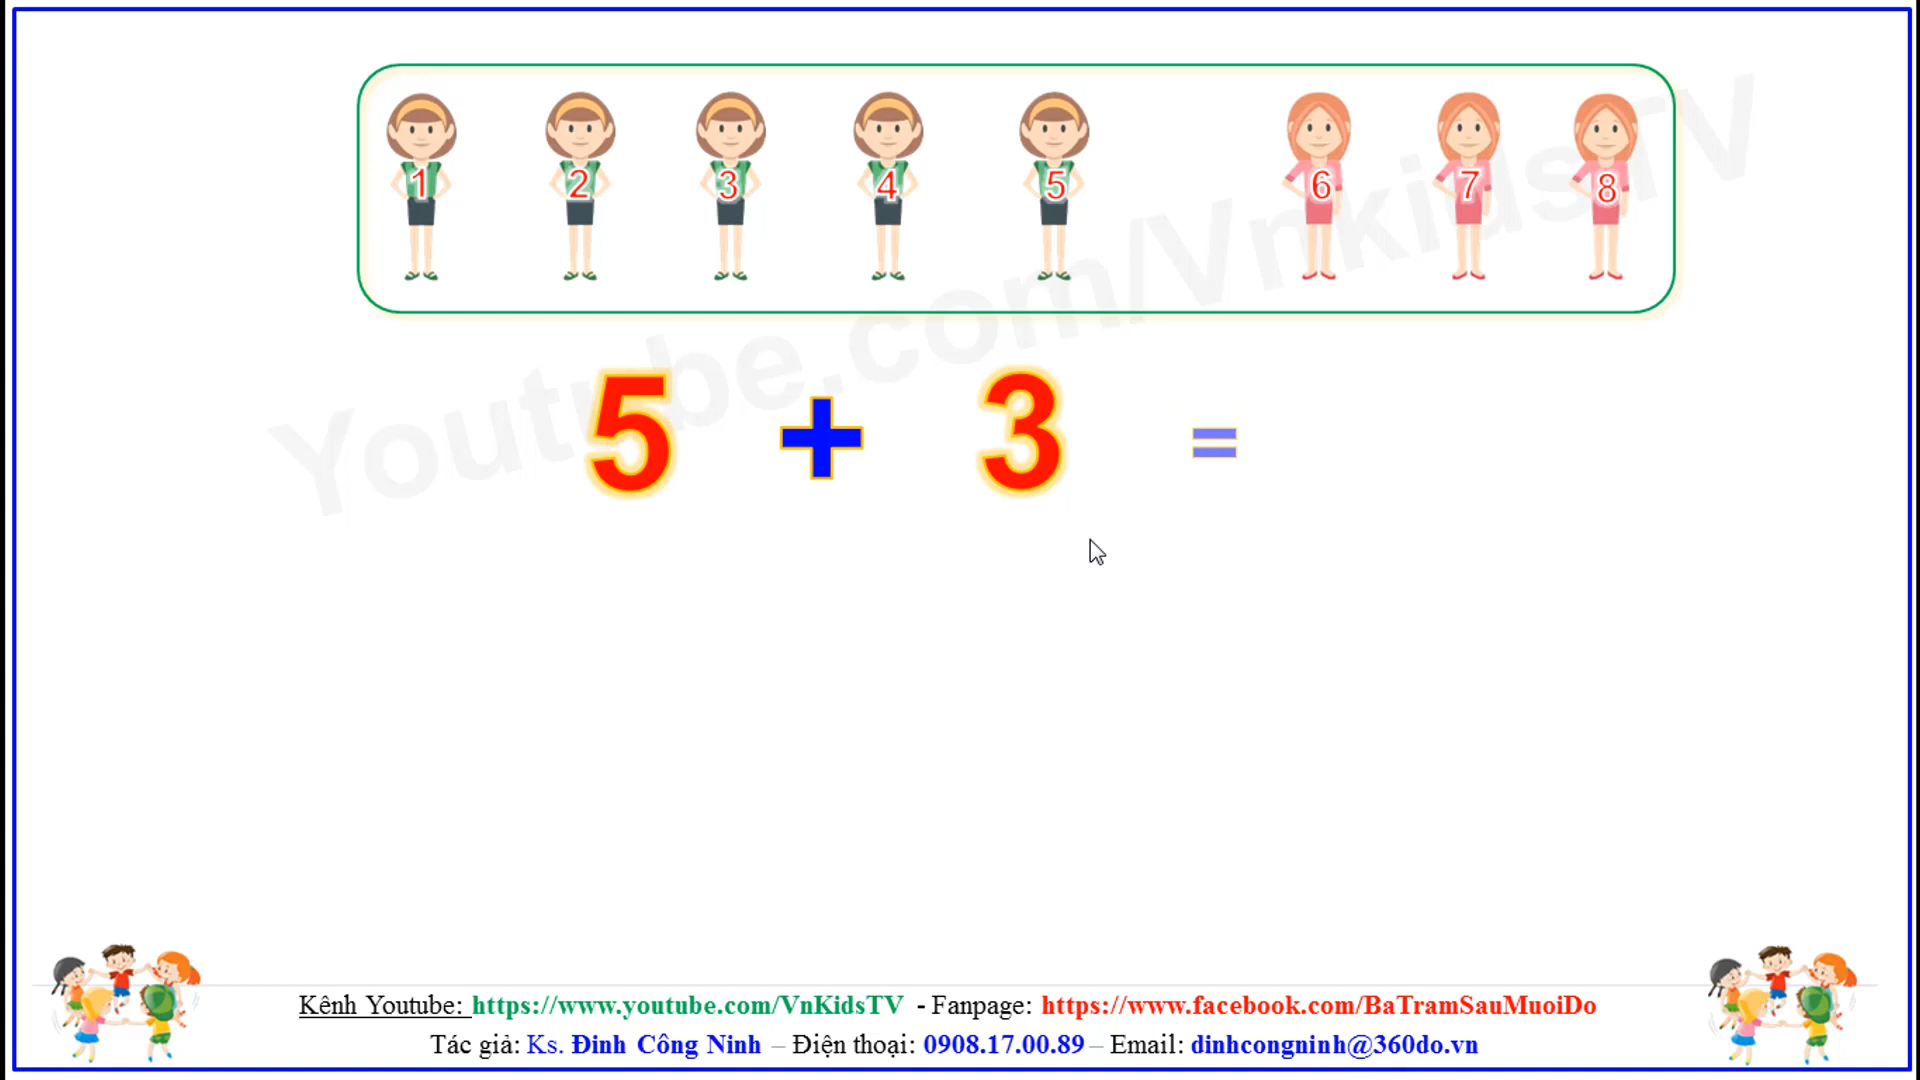 1 2 3 4 5 6 7 8
Youtube.com/VnkidsTV
5 + 3 =
Kênh Youtube: https://www.youtube.com/VnKidsTV - Fanpage: https://www.facebook.com/BaTramSauMuoiDo
Tác giả: Ks. Đinh Công Ninh – Điện thoại: 0908.17.00.89 – Email: dinhcongninh@360do.vn